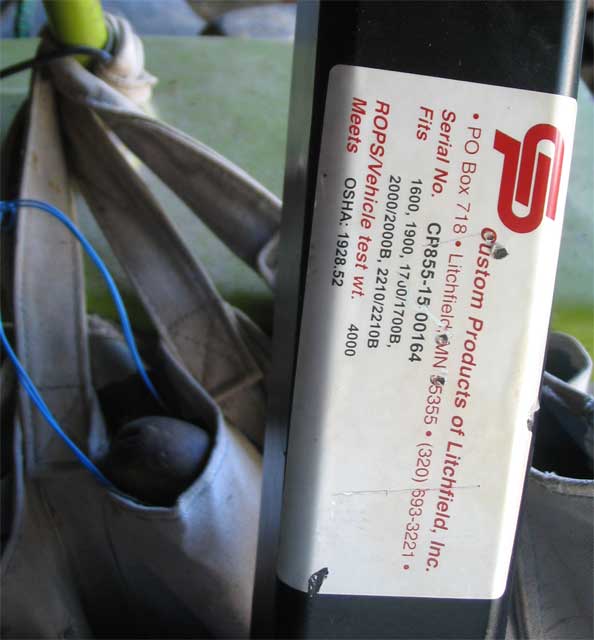 CP
Custom Products of Litchfield, Inc.
• PO Box 718 • Litchfield, MN 55355 • (320) 693-3221 •
Serial No. CP855-15-00164
Fits 1600, 1900, 1700/1700B,
2000/2000B, 2210/2210B
ROPS/Vehicle test wt. 4000
Meets OSHA: 1928.52